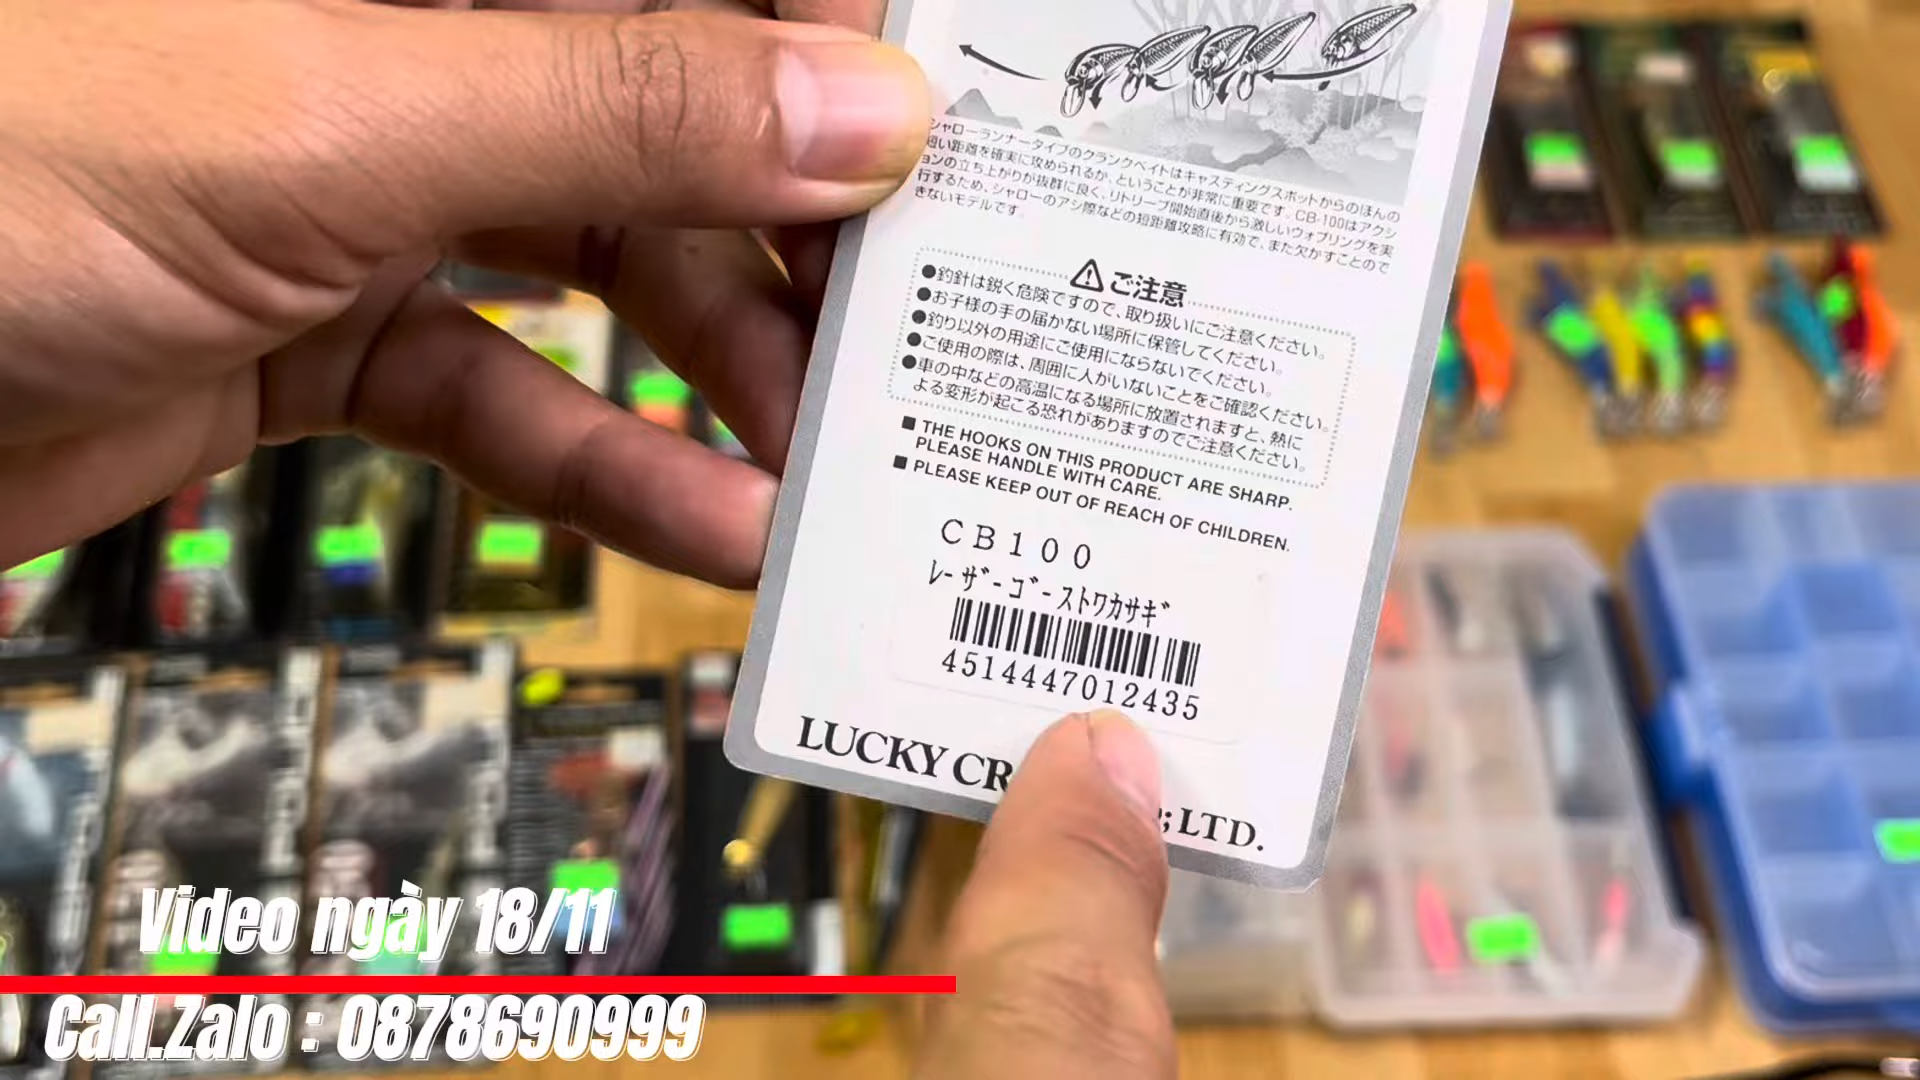 シャローランナータイプのクランクベイトはキャスティングスポットからのほんの
短い距離を確実に攻められるか、ということが非常に重要です。CB-100はアクシ
ョンの立ち上がりが抜群に良く、リトリーブ開始直後から激しいウォブリングを実
行するため、シャローのアシ際などの短距離攻略に有効で、また欠かすことので
きないモデルです。
ご注意
●釣針は鋭く危険ですので、取り扱いにご注意ください。
●お子様の手の届かない場所に保管してください。
●釣り以外の用途にご使用にならないでください。
●ご使用の際は、周囲に人がいないことをご確認ください。
●車の中などの高温になる場所に放置されますと、熱に
よる変形が起こる恐れがありますのでご注意ください。
■ THE HOOKS ON THIS PRODUCT ARE SHARP.
PLEASE HANDLE WITH CARE.
■ PLEASE KEEP OUT OF REACH OF CHILDREN.
CB100
ﾚｰｻﾞｰｺﾞｰｽﾄﾜｶｻｷﾞ
4514447012435
LUCKY CR ; LTD.
Video ngày 18/11
Call.Zalo : 0878690999